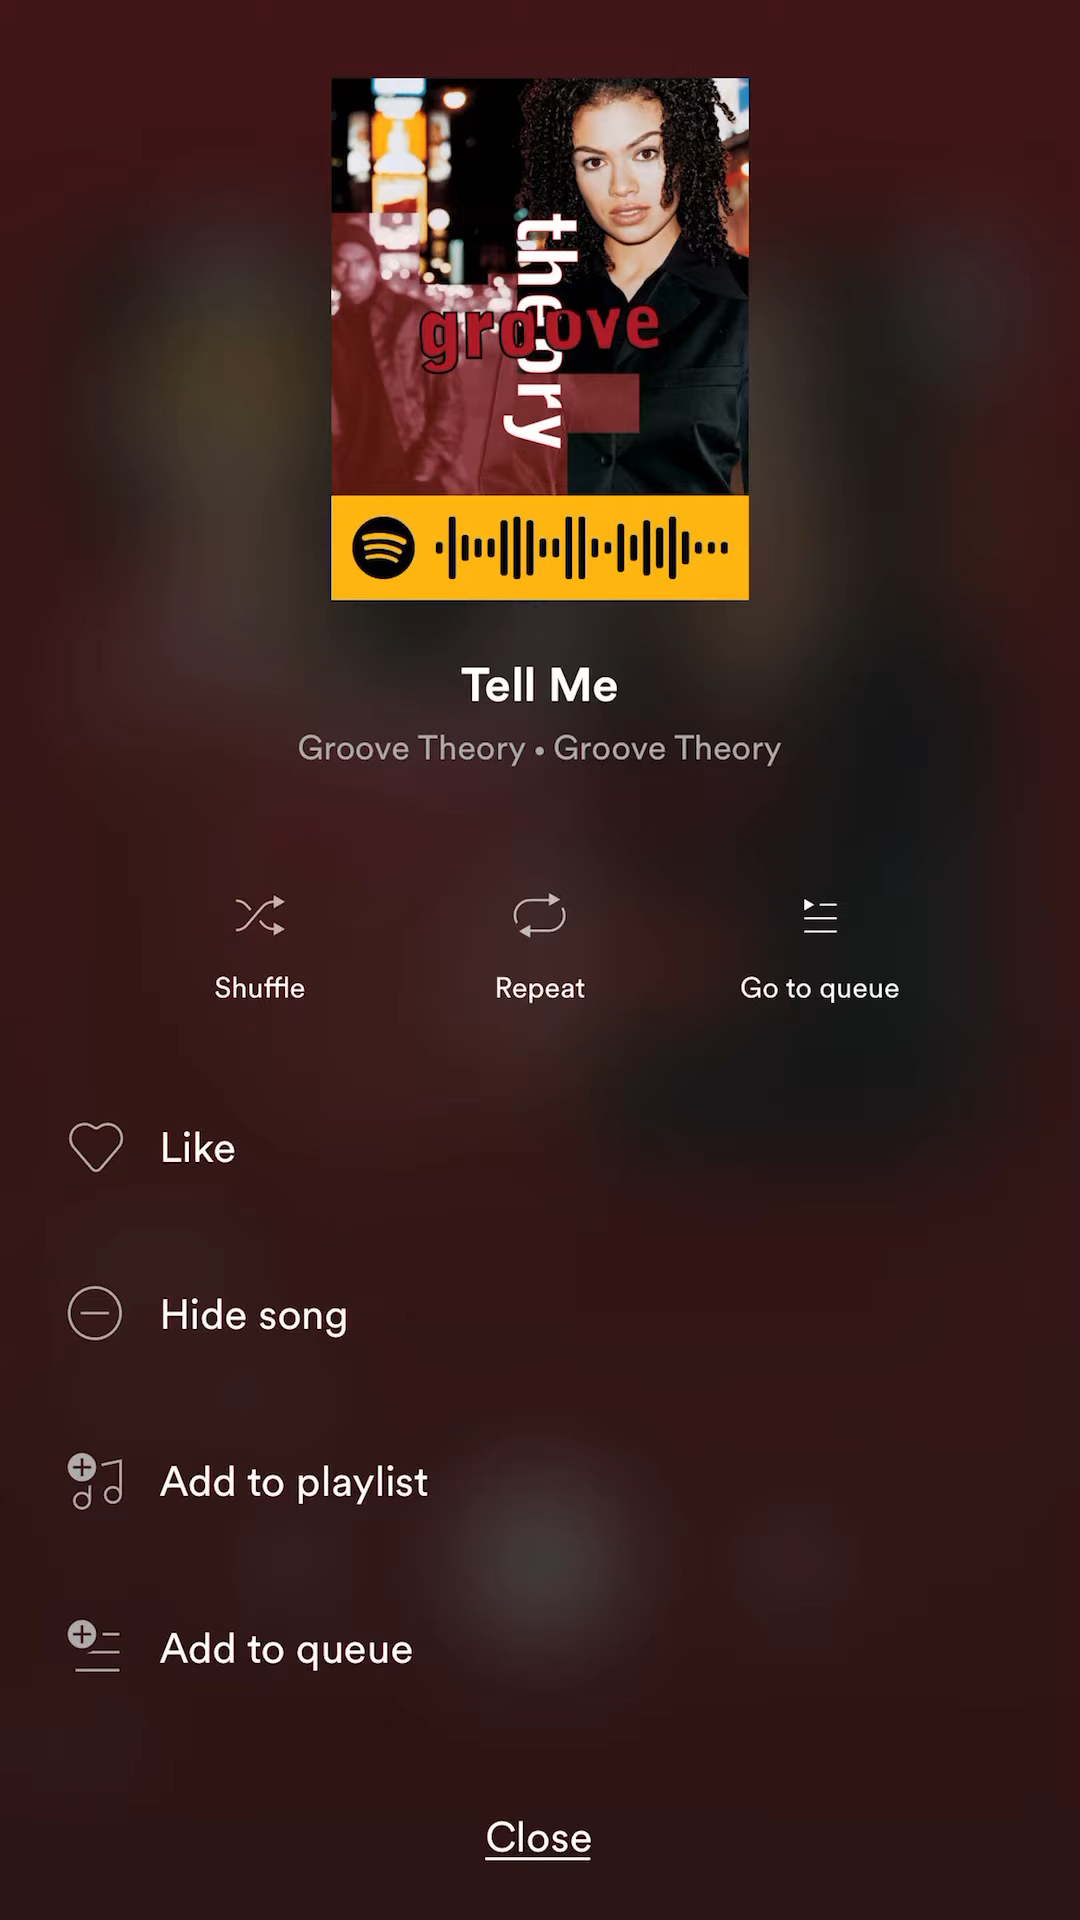 theory
groove
Tell Me
Groove Theory • Groove Theory
Shuffle
Repeat
Go to queue
Like
Hide song
Add to playlist
Add to queue
Close